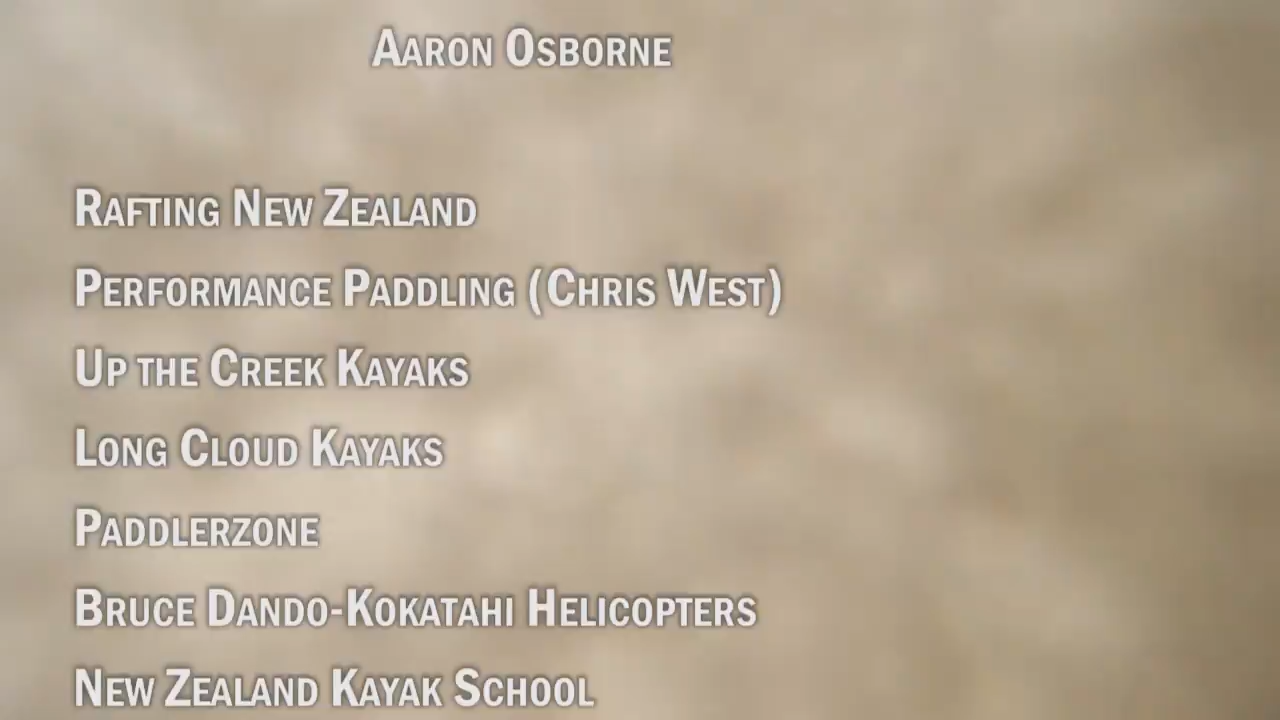 Aaron Osborne
Rafting New Zealand
Performance Paddling (Chris West)
Up the Creek Kayaks
Long Cloud Kayaks
Paddlerzone
Bruce Dando-Kokatahi Helicopters
New Zealand Kayak School